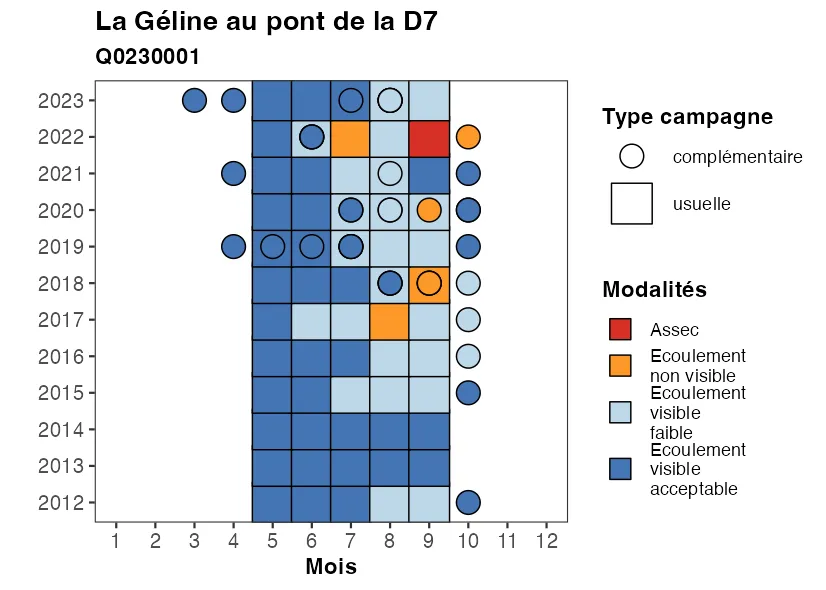 La Géline au pont de la D7
Q0230001
2023
2022
2021
2020
2019
2018
2017
2016
2015
2014
2013
2012
1 2 3 4 5 6 7 8 9 10 11 12
Mois
Type campagne
complémentaire
usuelle
Modalités
Assec
Ecoulement
non visible
Ecoulement
visible
faible
Ecoulement
visible
acceptable